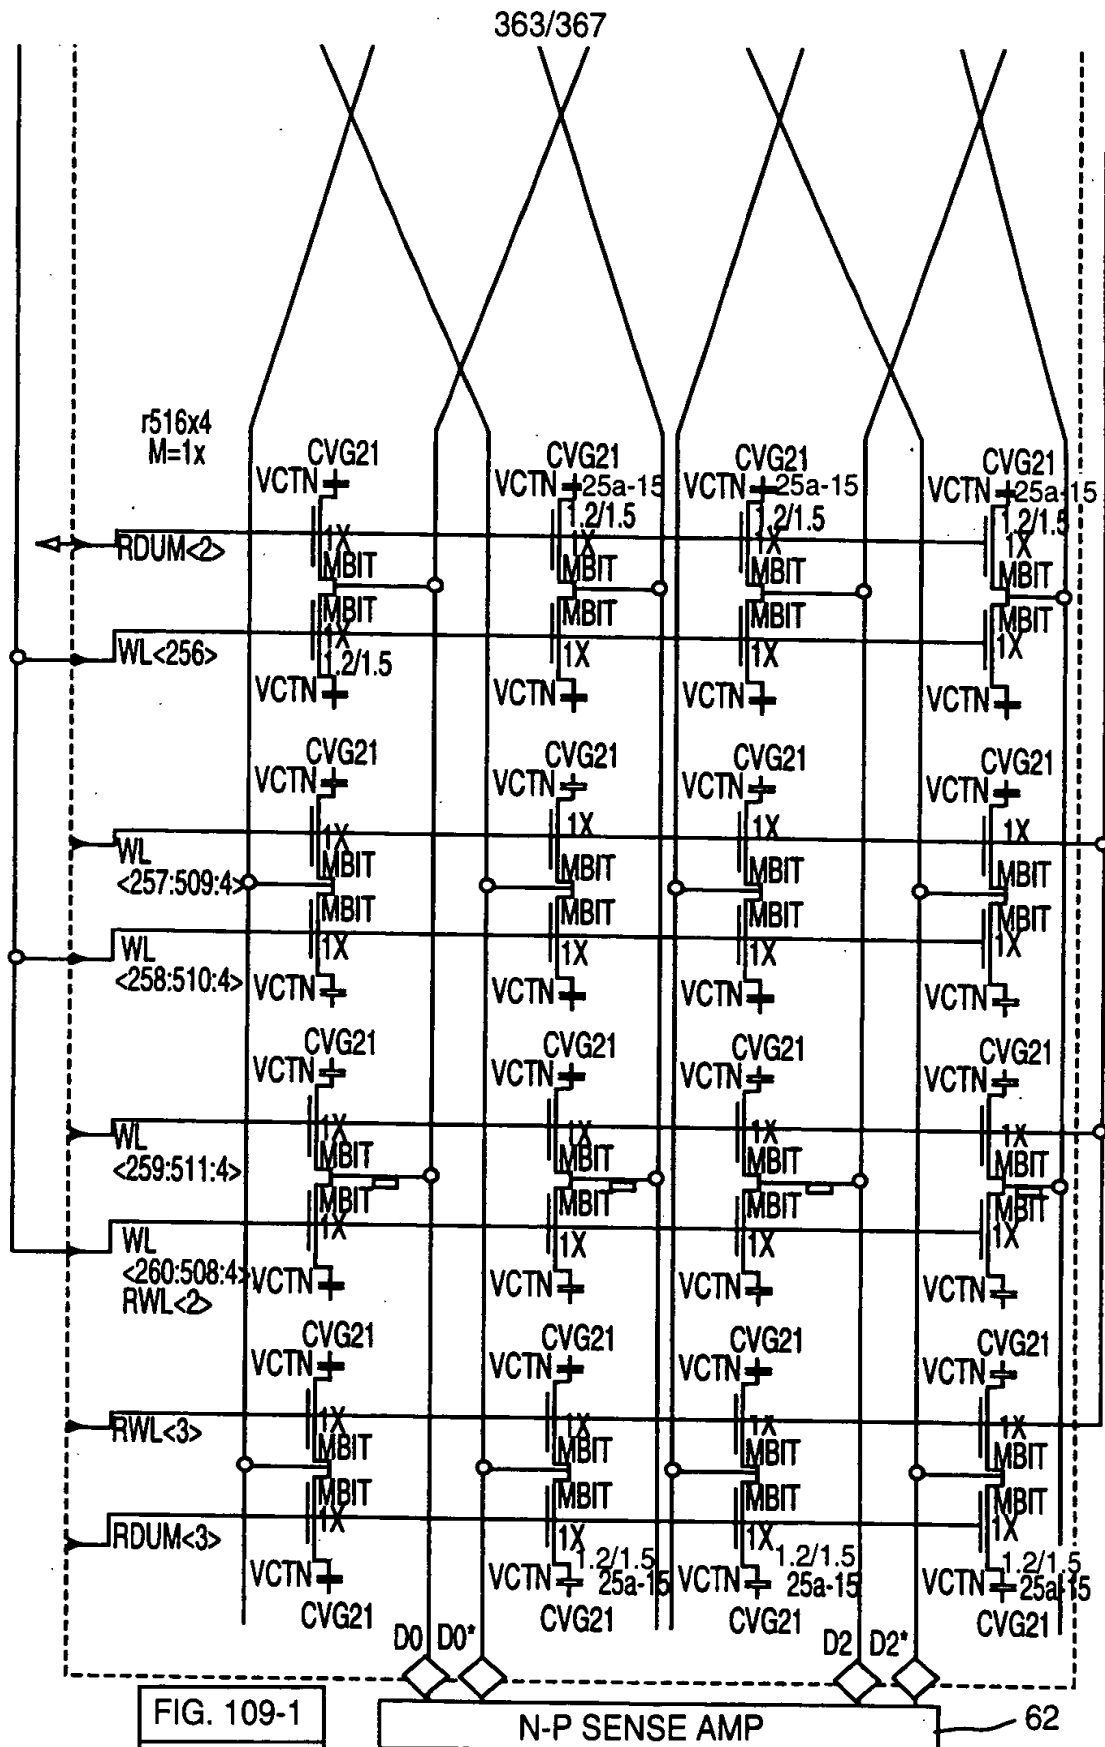 363/367
r516x4
M=1x
CVG21 CVG21 CVG21 CVG21
VCTN VCTN 25a-15 VCTN 25a-15 VCTN 25a-15
1.2/1.5 1.2/1.5 1.2/1.5
RDUM<2> 1X 1X 1X 1X
MBIT MBIT MBIT MBIT
MBIT MBIT MBIT MBIT
WL<256> 1X 1X 1X 1X
1.2/1.5
VCTN VCTN VCTN VCTN
CVG21 CVG21 CVG21 CVG21
VCTN VCTN VCTN VCTN
WL 1X 1X 1X 1X
<257:509:4> MBIT MBIT MBIT MBIT
MBIT MBIT MBIT MBIT
WL 1X 1X 1X 1X
<258:510:4> VCTN VCTN VCTN VCTN
CVG21 CVG21 CVG21 CVG21
VCTN VCTN VCTN VCTN
WL 1X 1X 1X 1X
<259:511:4> MBIT MBIT MBIT MBIT
MBIT MBIT MBIT MBIT
WL 1X 1X 1X 1X
<260:508:4> VCTN VCTN VCTN VCTN
RWL<2>
CVG21 CVG21 CVG21 CVG21
VCTN VCTN VCTN VCTN
RWL<3> 1X 1X 1X 1X
MBIT MBIT MBIT MBIT
MBIT MBIT MBIT MBIT
RDUM<3> 1X 1X 1X 1X
1.2/1.5 1.2/1.5 1.2/1.5
VCTN VCTN 25a-15 VCTN 25a-15 VCTN 25a-15
CVG21 CVG21 CVG21 CVG21
D0 D0* D2 D2*
FIG. 109-1 N-P SENSE AMP 62